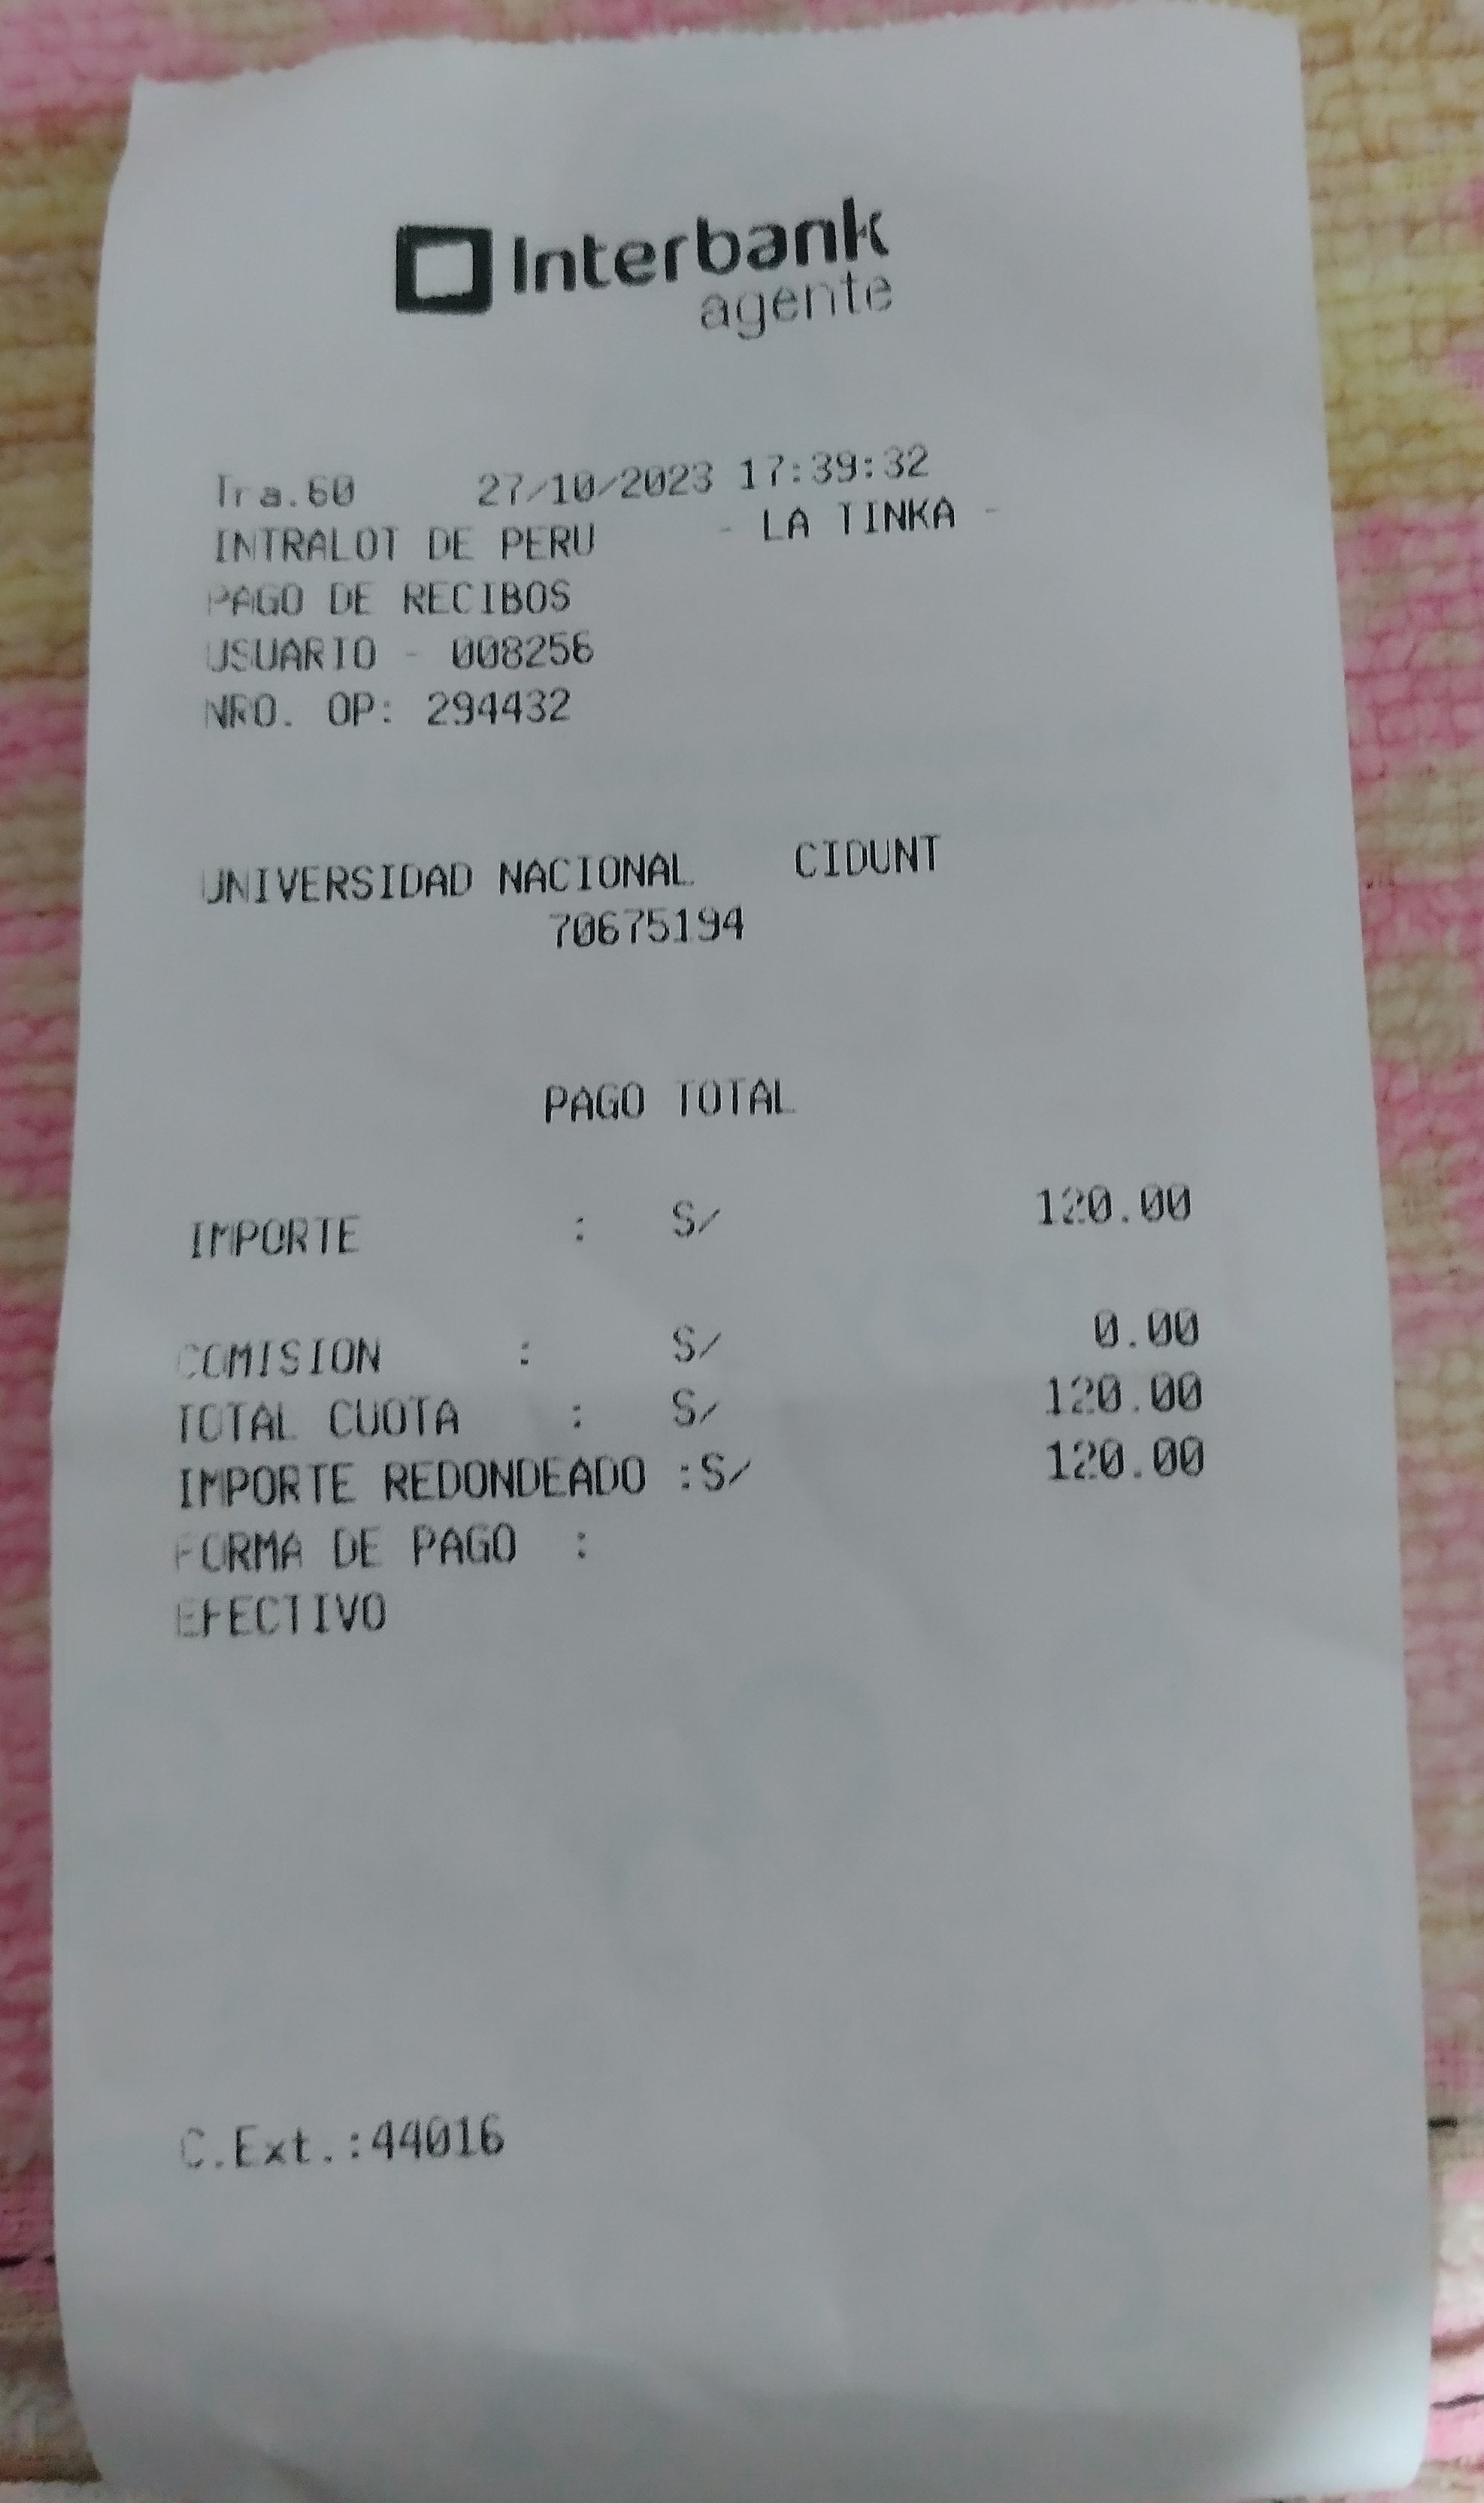 Interbank
agente
Tra.60 27/10/2023 17:39:32
INTRALOT DE PERU - LA TINKA -
PAGO DE RECIBOS
USUARIO - 008256
NRO. OP: 294432
UNIVERSIDAD NACIONAL CIDUNT
70675194
PAGO TOTAL
IMPORTE : S/ 120.00
COMISION : S/ 0.00
TOTAL CUOTA : S/ 120.00
IMPORTE REDONDEADO :S/ 120.00
FORMA DE PAGO :
EFECTIVO
C.Ext.:44016